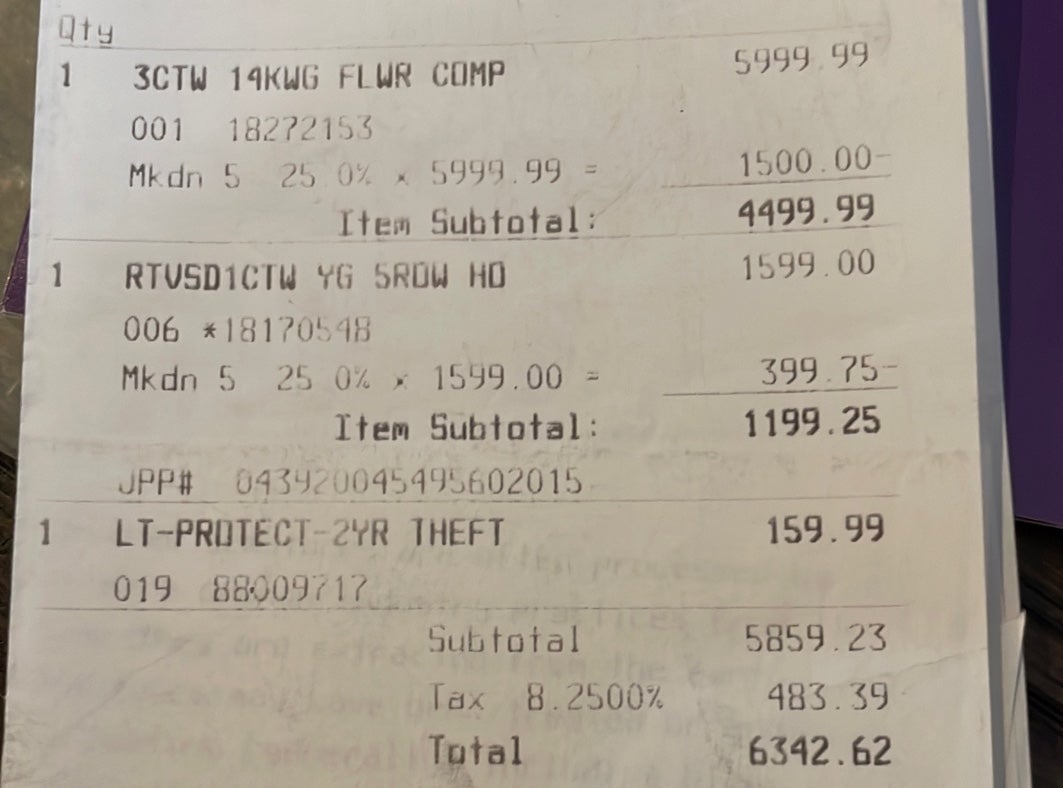 Qty
1 3CTW 14KWG FLWR COMP 5999.99
001 18272153
Mkdn 5 25.0% x 5999.99 = 1500.00-
Item Subtotal: 4499.99
1 RTVSD1CTW YG 5ROW HO 1599.00
006 *18170548
Mkdn 5 25.0% x 1599.00 = 399.75-
Item Subtotal: 1199.25
JPP# 043920045495602015
1 LT-PROTECT-2YR THEFT 159.99
019 88009717
Subtotal 5859.23
Tax 8.2500% 483.39
Total 6342.62